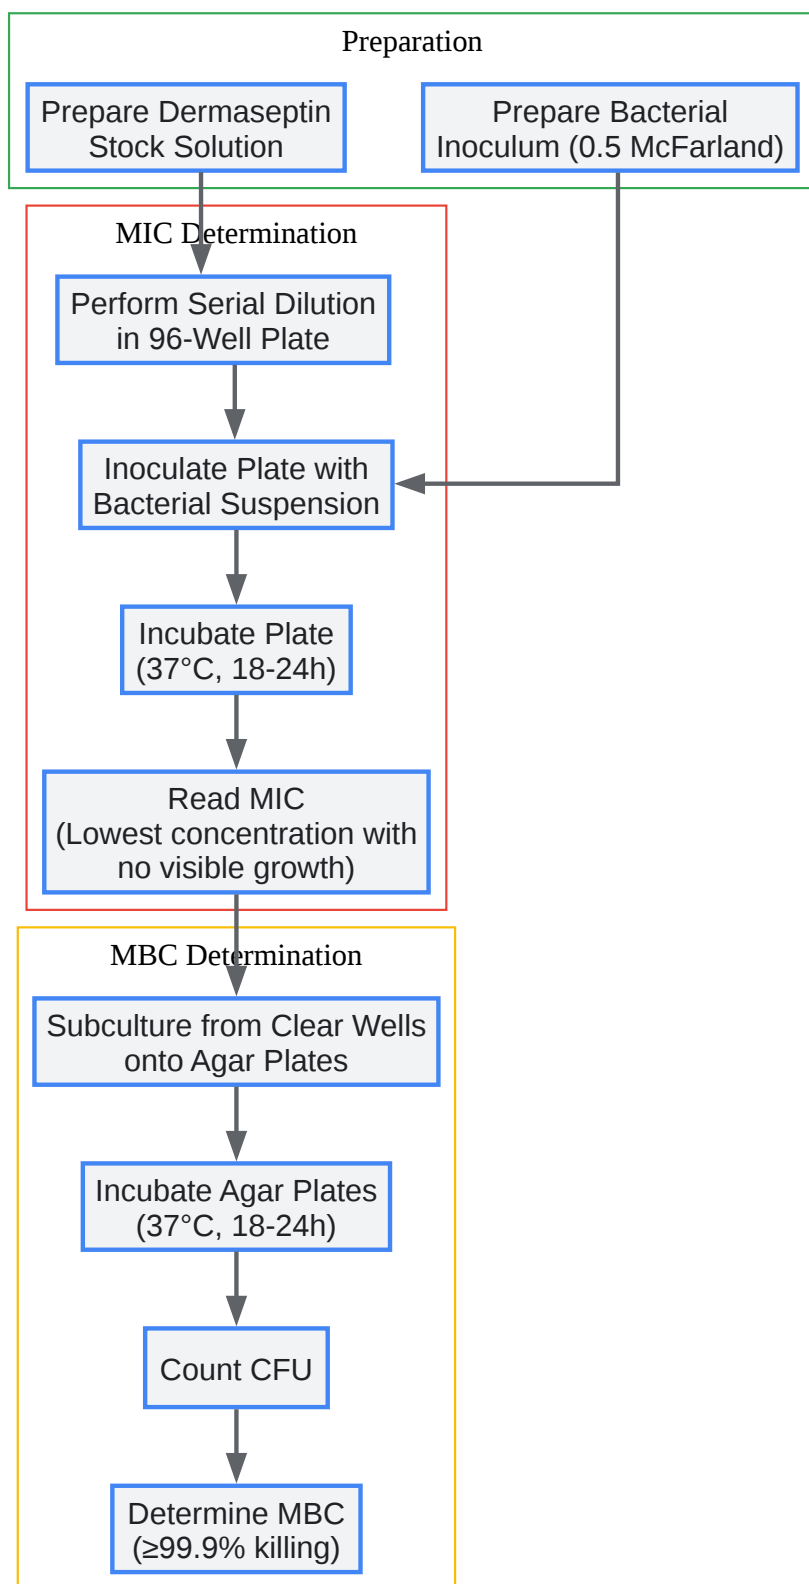 Preparation
Prepare Dermaseptin
Stock Solution
Prepare Bacterial
Inoculum (0.5 McFarland)
MIC Determination
Perform Serial Dilution
in 96-Well Plate
Inoculate Plate with
Bacterial Suspension
Incubate Plate
(37°C, 18-24h)
Read MIC
(Lowest concentration with
no visible growth)
MBC Determination
Subculture from Clear Wells
onto Agar Plates
Incubate Agar Plates
(37°C, 18-24h)
Count CFU
Determine MBC
(≥99.9% killing)